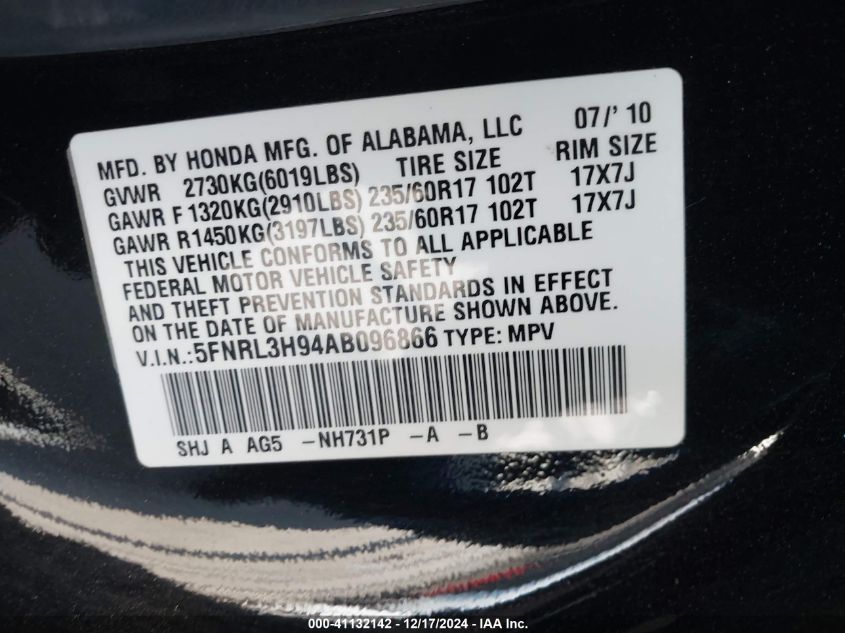 MFD. BY HONDA MFG. OF ALABAMA, LLC 07/'10
GVWR 2730KG(6019LBS) TIRE SIZE RIM SIZE
GAWR F 1320KG(2910LBS) 235/60R17 102T 17X7J
GAWR R1450KG(3197LBS) 235/60R17 102T 17X7J
THIS VEHICLE CONFORMS TO ALL APPLICABLE
FEDERAL MOTOR VEHICLE SAFETY
AND THEFT PREVENTION STANDARDS IN EFFECT
ON THE DATE OF MANUFACTURE SHOWN ABOVE.
V.I.N.:5FNRL3H94AB096866 TYPE: MPV
SHJ A AG5 -NH731P -A -B
000-41132142 - 12/17/2024 - IAA Inc.